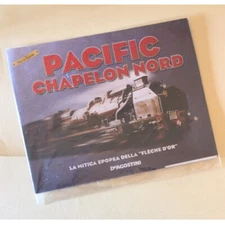 PACIFIC
CHAPELON NORD
LA MITICA EPOPEA DELLA "FLÈCHE D'OR"
DeAGOSTINI